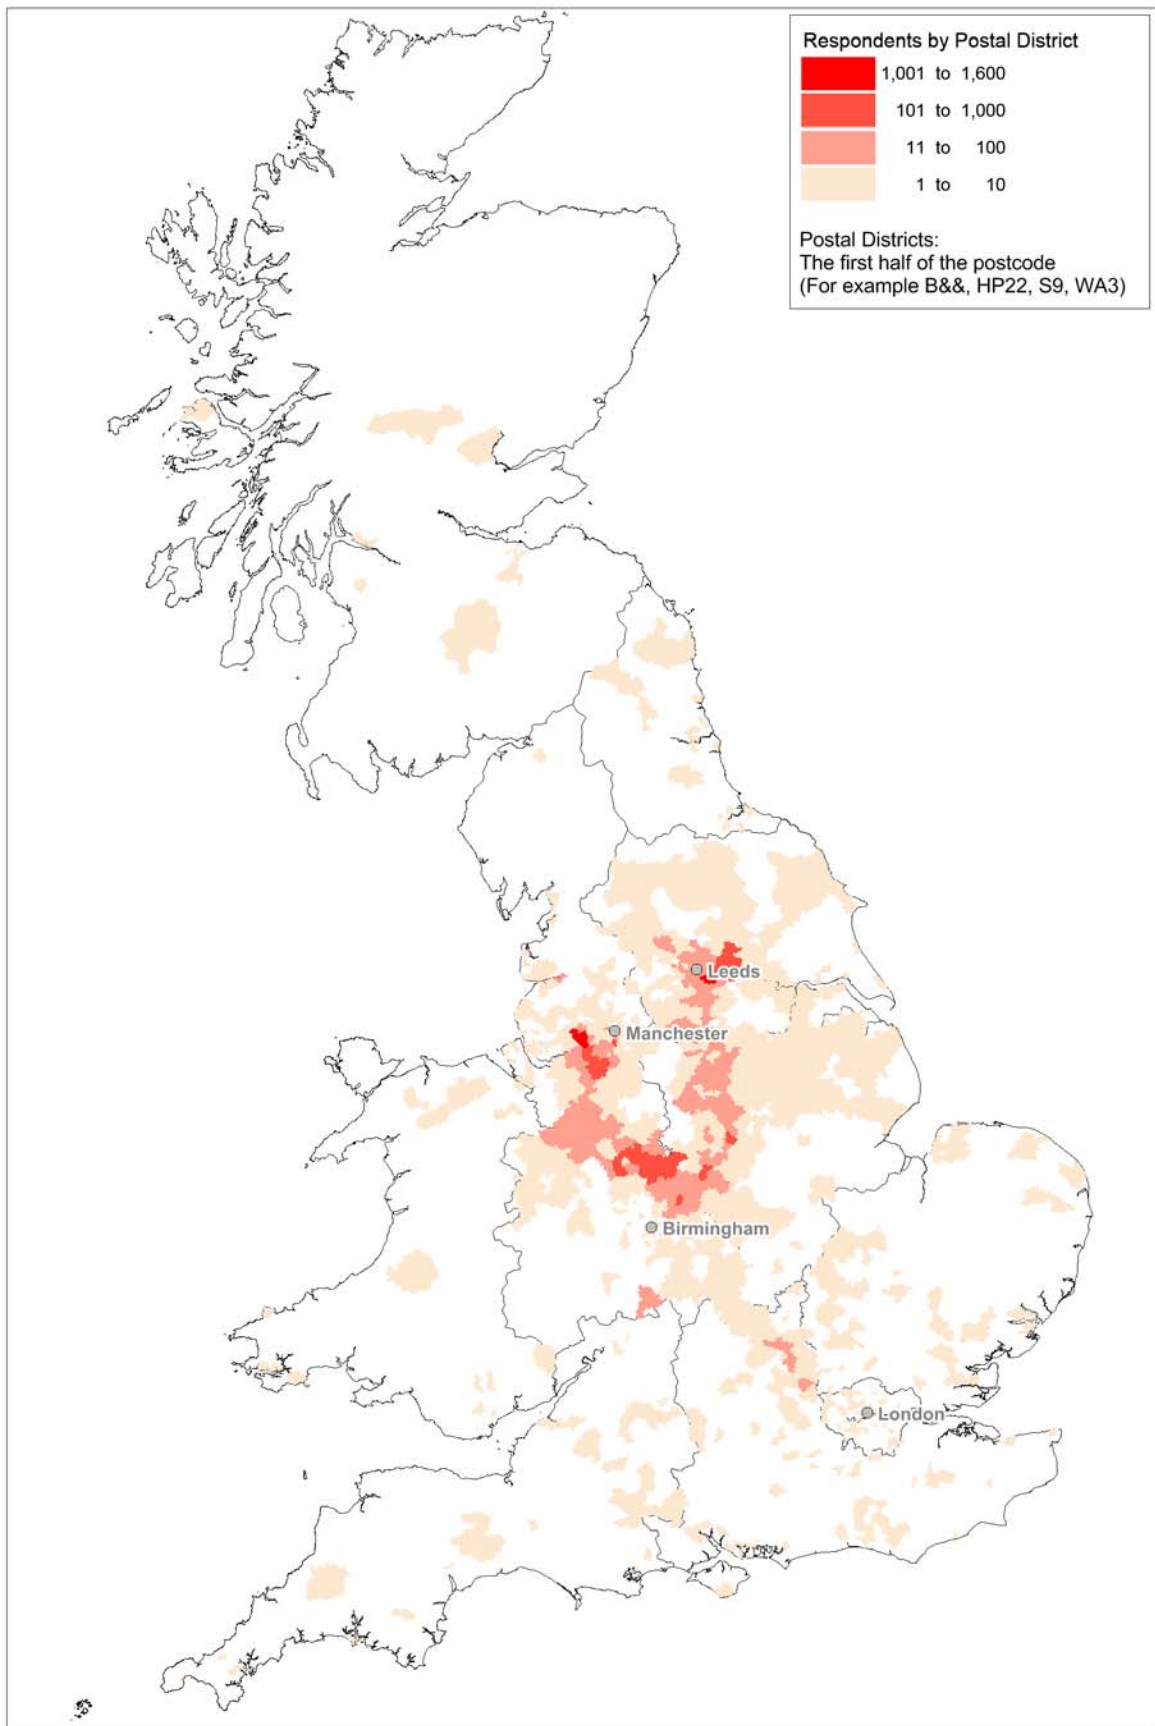 Respondents by Postal District
1,001 to 1,600
101 to 1,000
11 to 100
1 to 10
Postal Districts:
The first half of the postcode
(For example B&&, HP22, S9, WA3)
Leeds
Manchester
Birmingham
London